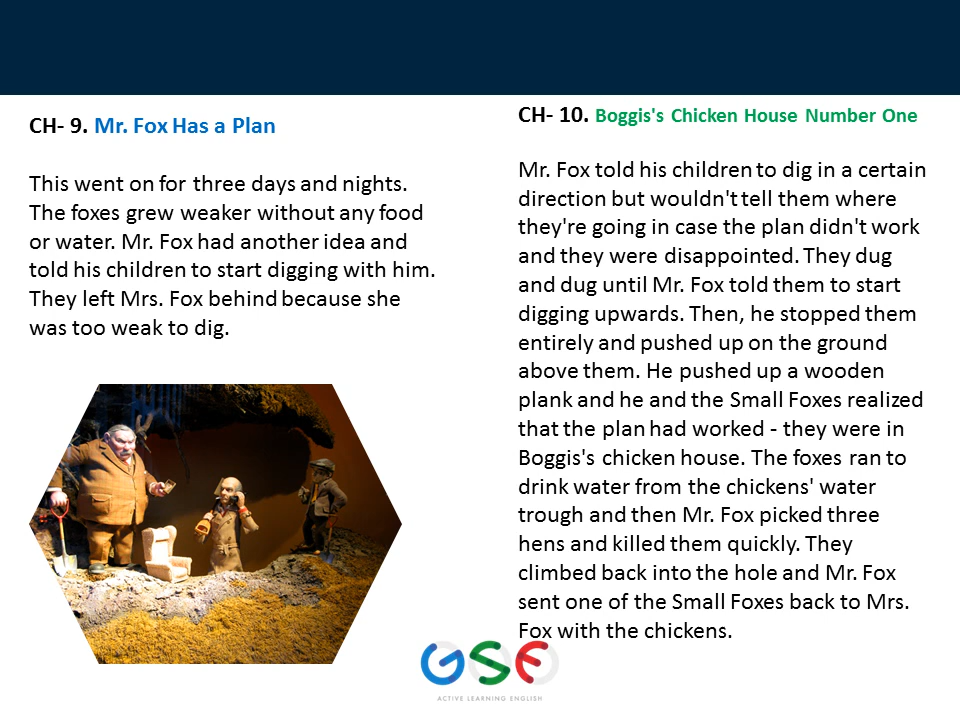 CH- 9. Mr. Fox Has a Plan
This went on for three days and nights.
The foxes grew weaker without any food
or water. Mr. Fox had another idea and
told his children to start digging with him.
They left Mrs. Fox behind because she
was too weak to dig.
CH- 10. Boggis's Chicken House Number One
Mr. Fox told his children to dig in a certain
direction but wouldn't tell them where
they're going in case the plan didn't work
and they were disappointed. They dug
and dug until Mr. Fox told them to start
digging upwards. Then, he stopped them
entirely and pushed up on the ground
above them. He pushed up a wooden
plank and he and the Small Foxes realized
that the plan had worked - they were in
Boggis's chicken house. The foxes ran to
drink water from the chickens' water
trough and then Mr. Fox picked three
hens and killed them quickly. They
climbed back into the hole and Mr. Fox
sent one of the Small Foxes back to Mrs.
Fox with the chickens.
GSF
ACTIVE LEARNING ENGLISH